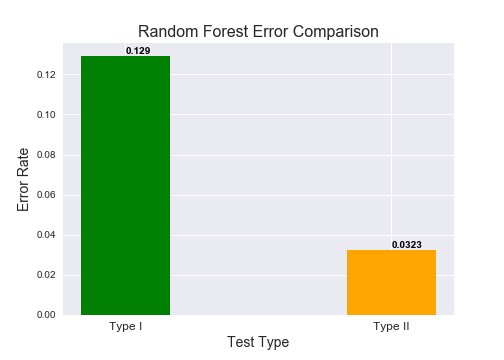 Random Forest Error Comparison
0.129
0.0323
0.12
0.10
0.08
0.06
0.04
0.02
0.00
Error Rate
Type I
Type II
Test Type